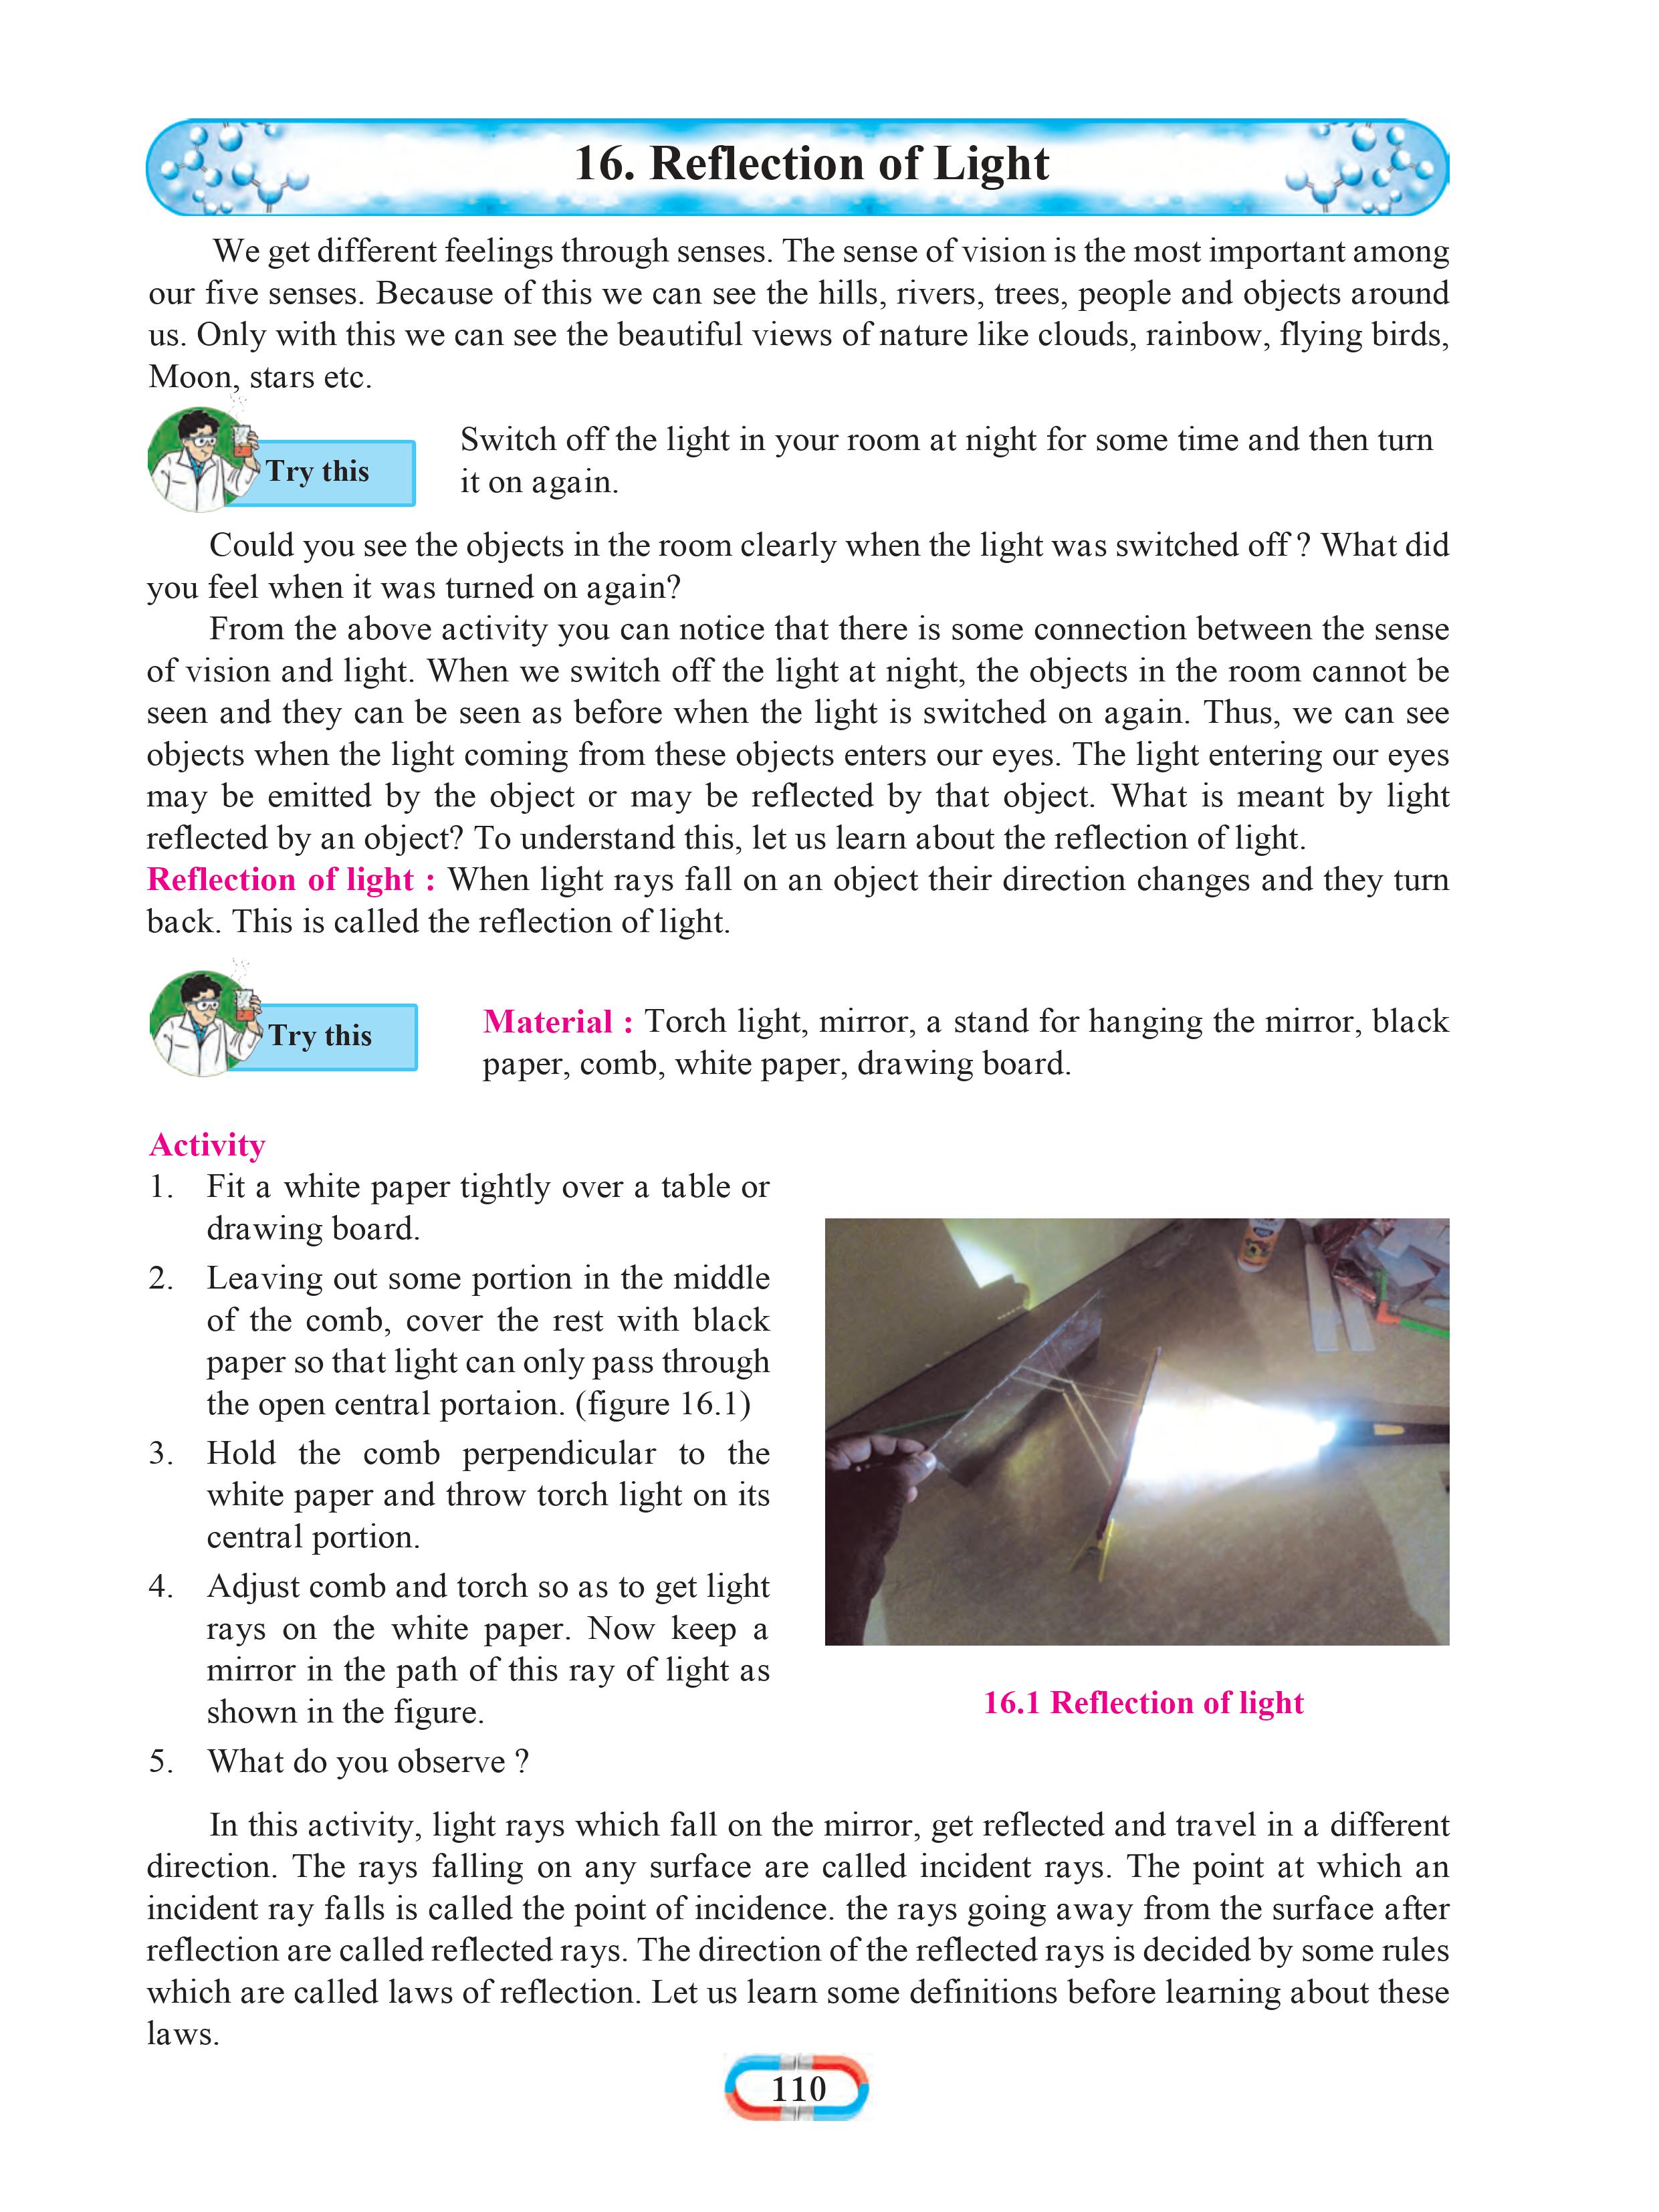 16. Reflection of Light
We get different feelings through senses. The sense of vision is the most important among
our five senses. Because of this we can see the hills, rivers, trees, people and objects around
us. Only with this we can see the beautiful views of nature like clouds, rainbow, flying birds,
Moon, stars etc.
Try this
Switch off the light in your room at night for some time and then turn
it on again.
Could you see the objects in the room clearly when the light was switched off ? What did
you feel when it was turned on again?
From the above activity you can notice that there is some connection between the sense
of vision and light. When we switch off the light at night, the objects in the room cannot be
seen and they can be seen as before when the light is switched on again. Thus, we can see
objects when the light coming from these objects enters our eyes. The light entering our eyes
may be emitted by the object or may be reflected by that object. What is meant by light
reflected by an object? To understand this, let us learn about the reflection of light.
Reflection of light : When light rays fall on an object their direction changes and they turn
back. This is called the reflection of light.
Try this
Material : Torch light, mirror, a stand for hanging the mirror, black
paper, comb, white paper, drawing board.
Activity
1. Fit a white paper tightly over a table or
drawing board.
2. Leaving out some portion in the middle
of the comb, cover the rest with black
paper so that light can only pass through
the open central portaion. (figure 16.1)
3. Hold the comb perpendicular to the
white paper and throw torch light on its
central portion.
4. Adjust comb and torch so as to get light
rays on the white paper. Now keep a
mirror in the path of this ray of light as
shown in the figure.
5. What do you observe ?
16.1 Reflection of light
In this activity, light rays which fall on the mirror, get reflected and travel in a different
direction. The rays falling on any surface are called incident rays. The point at which an
incident ray falls is called the point of incidence. the rays going away from the surface after
reflection are called reflected rays. The direction of the reflected rays is decided by some rules
which are called laws of reflection. Let us learn some definitions before learning about these
laws.
110